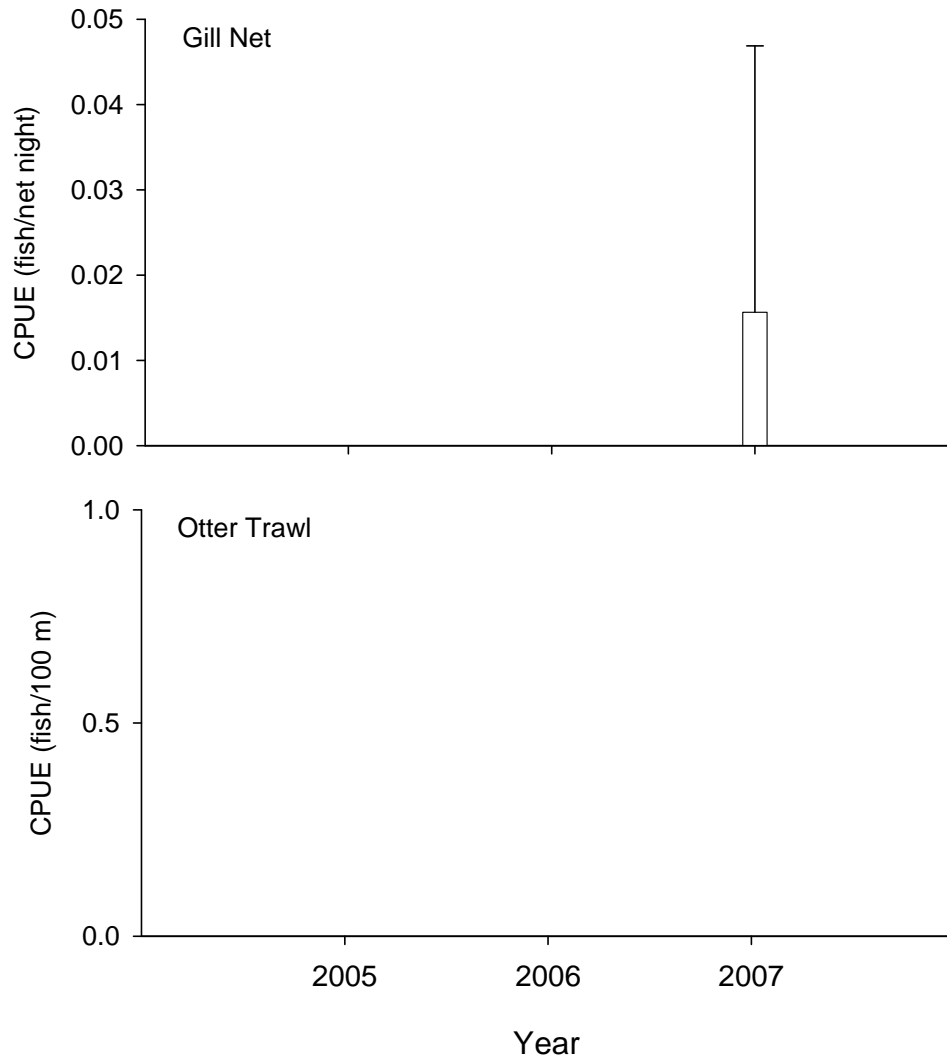 Gill Net
CPUE (fish/net night)
0.05
0.04
0.03
0.02
0.01
0.00
Otter Trawl
CPUE (fish/100 m)
1.0
0.5
0.0
2005 2006 2007
Year